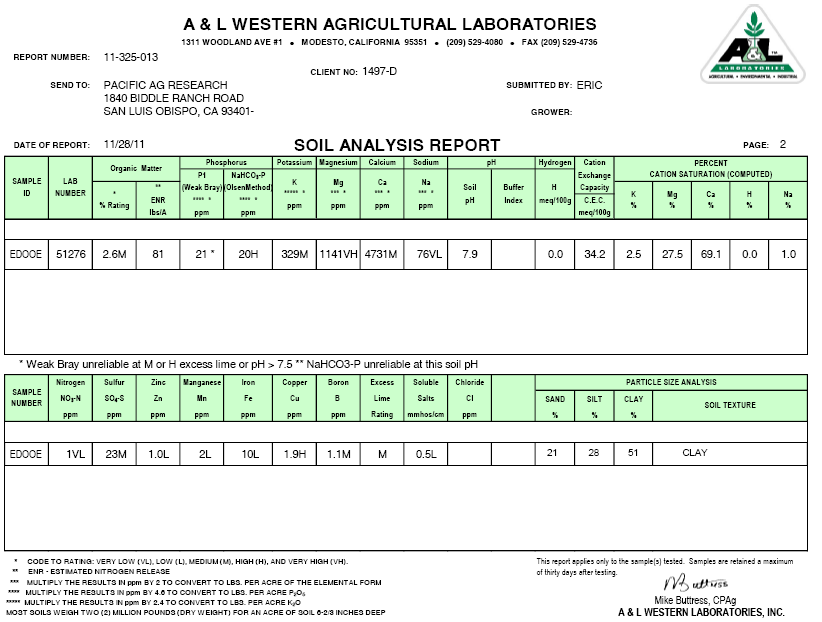 A & L WESTERN AGRICULTURAL LABORATORIES
1311 WOODLAND AVE #1 • MODESTO, CALIFORNIA 95351 • (209) 529-4080 • FAX (209) 529-4736
A&L
LABORATORIES
AGRICULTURAL • ENVIRONMENTAL • INDUSTRIAL
REPORT NUMBER: 11-325-013
CLIENT NO: 1497-D
SEND TO: PACIFIC AG RESEARCH
1840 BIDDLE RANCH ROAD
SAN LUIS OBISPO, CA 93401-
SUBMITTED BY: ERIC
GROWER:
DATE OF REPORT: 11/28/11
SOIL ANALYSIS REPORT
PAGE: 2
SAMPLE ID
LAB NUMBER
Organic Matter
* % Rating
** ENR lbs/A
Phosphorus
P1 (Weak Bray) **** * ppm
NaHCO₃-P (OlsenMethod) **** * ppm
Potassium K ***** * ppm
Magnesium Mg *** * ppm
Calcium Ca *** * ppm
Sodium Na *** * ppm
pH
Soil pH
Buffer Index
Hydrogen H meq/100g
Cation Exchange Capacity C.E.C. meq/100g
PERCENT CATION SATURATION (COMPUTED)
K % Mg % Ca % H % Na %
EDOOE 51276 2.6M 81 21 * 20H 329M 1141VH 4731M 76VL 7.9 0.0 34.2 2.5 27.5 69.1 0.0 1.0
* Weak Bray unreliable at M or H excess lime or pH > 7.5 ** NaHCO3-P unreliable at this soil pH
SAMPLE NUMBER
Nitrogen NO₃-N ppm
Sulfur SO₄-S ppm
Zinc Zn ppm
Manganese Mn ppm
Iron Fe ppm
Copper Cu ppm
Boron B ppm
Excess Lime Rating
Soluble Salts mmhos/cm
Chloride Cl ppm
PARTICLE SIZE ANALYSIS
SAND % SILT % CLAY % SOIL TEXTURE
EDOOE 1VL 23M 1.0L 2L 10L 1.9H 1.1M M 0.5L 21 28 51 CLAY
* CODE TO RATING: VERY LOW (VL), LOW (L), MEDIUM (M), HIGH (H), AND VERY HIGH (VH).
** ENR - ESTIMATED NITROGEN RELEASE
*** MULTIPLY THE RESULTS IN ppm BY 2 TO CONVERT TO LBS. PER ACRE OF THE ELEMENTAL FORM
**** MULTIPLY THE RESULTS IN ppm BY 4.6 TO CONVERT TO LBS. PER ACRE P₂O₅
***** MULTIPLY THE RESULTS IN ppm BY 2.4 TO CONVERT TO LBS. PER ACRE K₂O
MOST SOILS WEIGH TWO (2) MILLION POUNDS (DRY WEIGHT) FOR AN ACRE OF SOIL 6-2/3 INCHES DEEP
This report applies only to the sample(s) tested. Samples are retained a maximum
of thirty days after testing.
M Buttress
Mike Buttress, CPAg
A & L WESTERN LABORATORIES, INC.